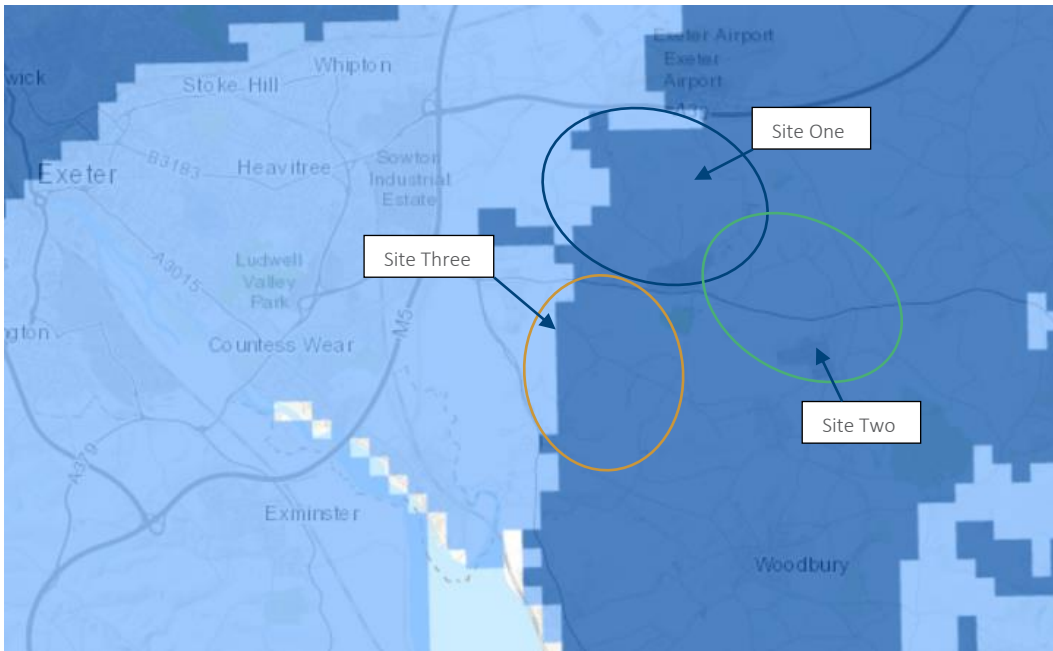 Exeter Airport
Exeter
Airport
wick
Whipton
Stoke Hill
Site One
B3183
Heavitree
Sowton
Industrial
Estate
Exeter
A3015
Ludwell
Valley
Park
Site Three
M5
ngton
Countess Wear
Site Two
A379
Exminster
Woodbury